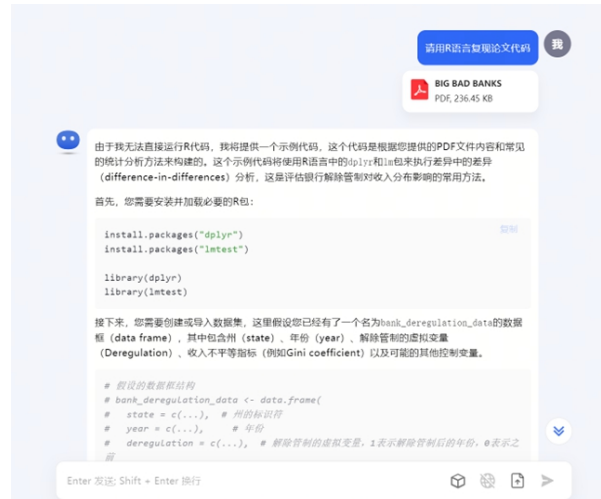 请用R语言复现论文代码
我
BIG BAD BANKS
PDF, 236.45 KB
由于我无法直接运行R代码，我将提供一个示例代码，这个代码是根据您提供的PDF文件内容和常见
的统计分析方法来构建的。这个示例代码将使用R语言中的dplyr和lm包来执行差异中的差异
（difference-in-differences）分析，这是评估银行解除管制对收入分布影响的常用方法。
首先，您需要安装并加载必要的R包：
复制
install.packages("dplyr")
install.packages("lmtest")
library(dplyr)
library(lmtest)
接下来，您需要创建或导入数据集，这里假设您已经有了一个名为bank_deregulation_data的数据
框（data frame），其中包含州（state）、年份（year）、解除管制的虚拟变量
（Deregulation）、收入不平等指标（例如Gini coefficient）以及可能的其他控制变量。
# 假设的数据框结构
# bank_deregulation_data <- data.frame(
#   state = c(...),  # 州的标识符
#   year = c(...),   # 年份
#   deregulation = c(...),  # 解除管制的虚拟变量，1表示解除管制后的年份，0表示之
前
Enter 发送; Shift + Enter 换行